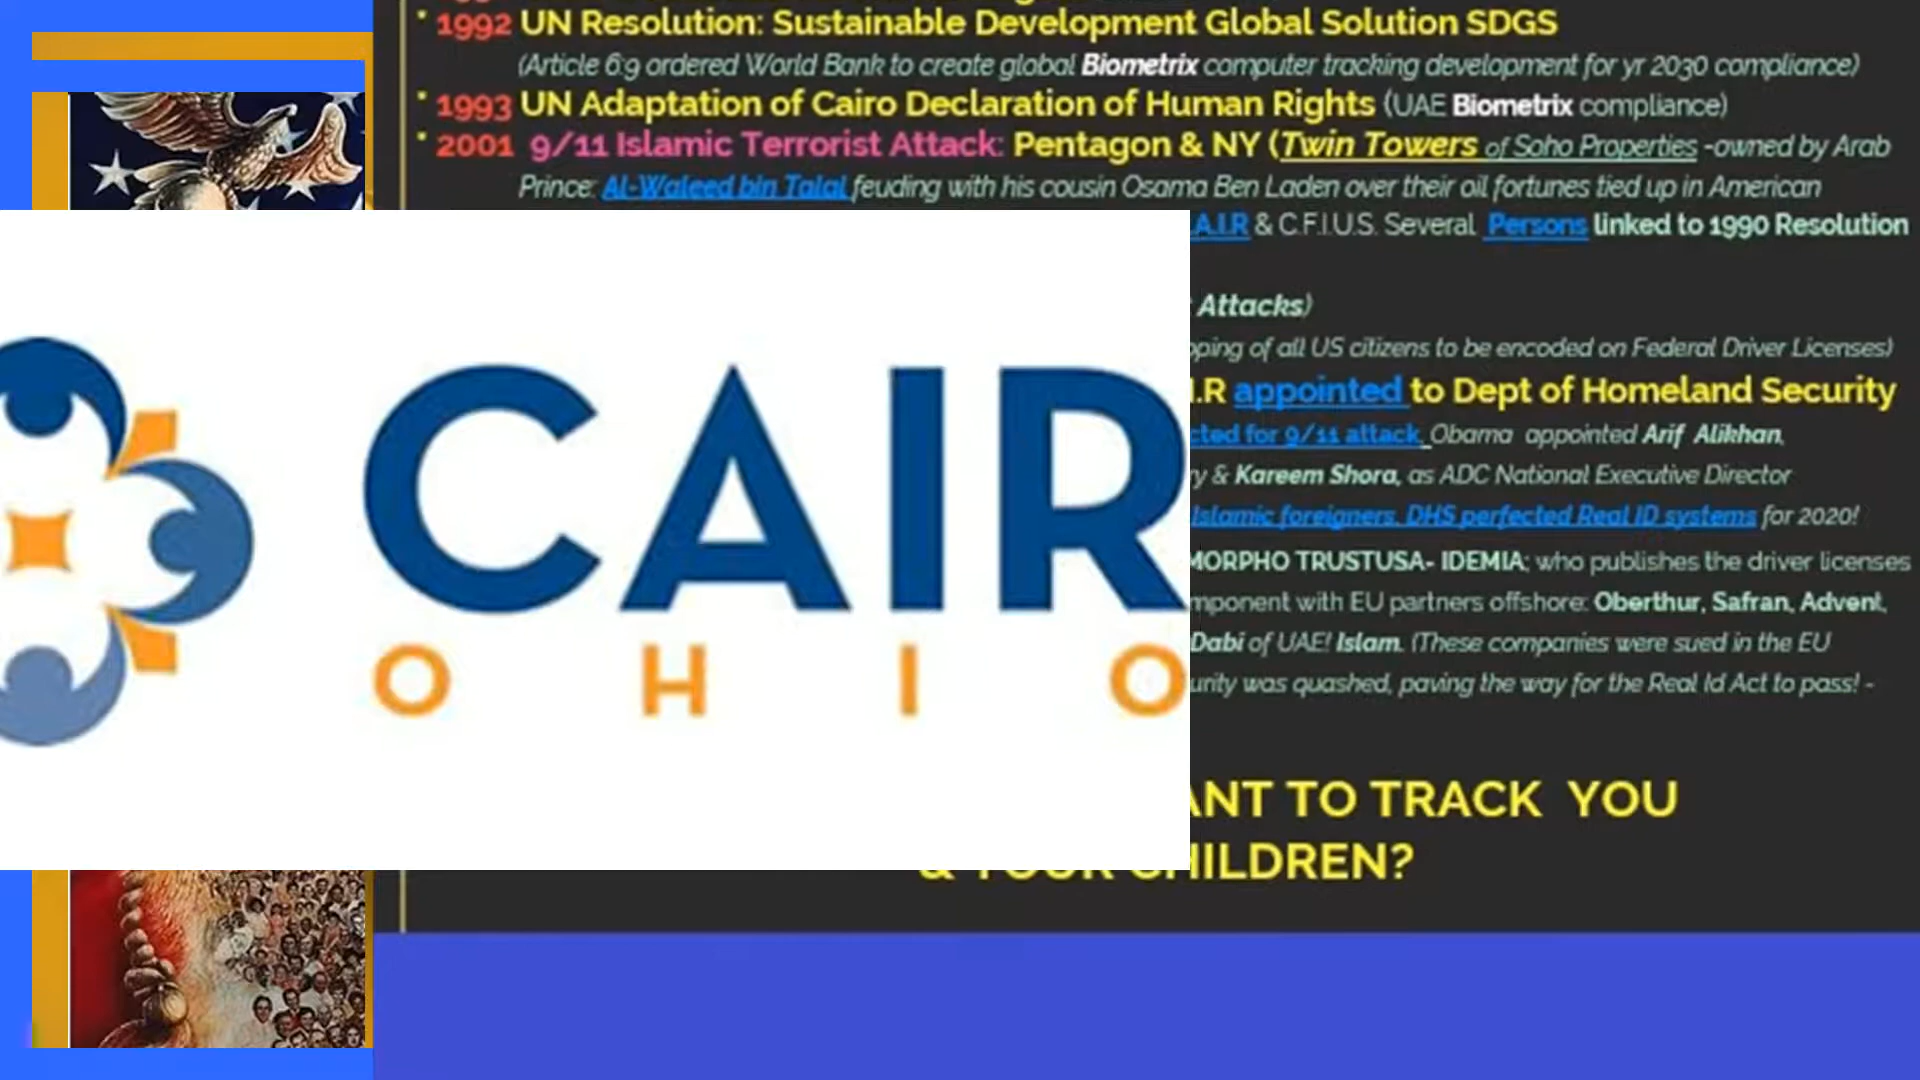 * 1992 UN Resolution: Sustainable Development Global Solution SDGS
(Article 6:9 ordered World Bank to create global Biometrix computer tracking development for yr 2030 compliance)
* 1993 UN Adaptation of Cairo Declaration of Human Rights (UAE Biometrix compliance)
* 2001 9/11 Islamic Terrorist Attack: Pentagon & NY (Twin Towers of Soho Properties -owned by Arab
Prince: Al-Waleed bin Talal feuding with his cousin Osama Ben Laden over their oil fortunes tied up in American
.A.I.R & C.F.I.U.S. Several Persons linked to 1990 Resolution
Attacks)
of all US citizens to be encoded on Federal Driver Licenses)
.R appointed to Dept of Homeland Security
for 9/11 attack. Obama appointed Arif Alikhan,
& Kareem Shora, as ADC National Executive Director
Islamic foreigners. DHS perfected Real ID systems for 2020!
MORPHO TRUSTUSA- IDEMIA; who publishes the driver licenses
with EU partners offshore: Oberthur, Safran, Advent,
Dabi of UAE! Islam. (These companies were sued in the EU
was quashed, paving the way for the Real Id Act to pass! -
CAIR
OHIO
ANT TO TRACK YOU
& YOUR CHILDREN?